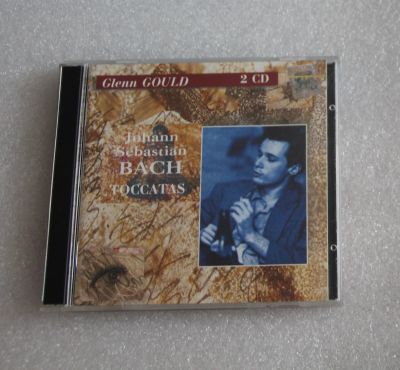 Glenn GOULD 2 CD
Johann
Sebastian
BACH
TOCCATAS